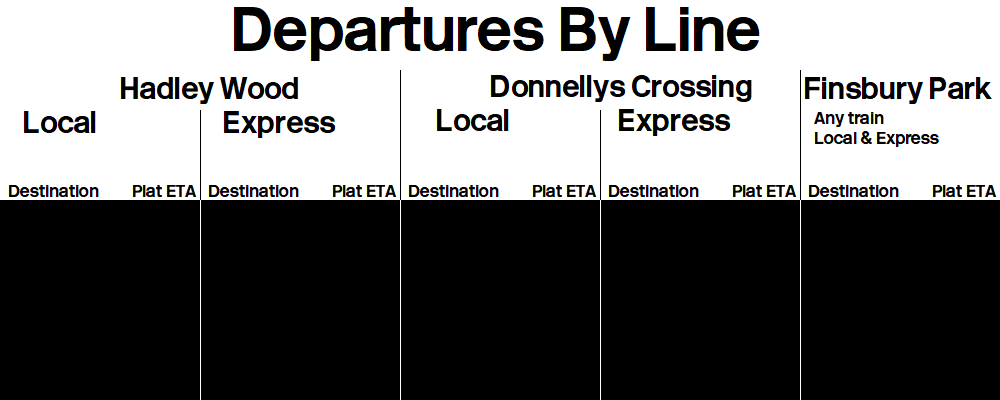 Departures By Line
Hadley Wood
Donnellys Crossing
Finsbury Park
Local
Express
Local
Express
Any train
Local & Express
Destination Plat ETA
Destination Plat ETA
Destination Plat ETA
Destination Plat ETA
Destination Plat ETA